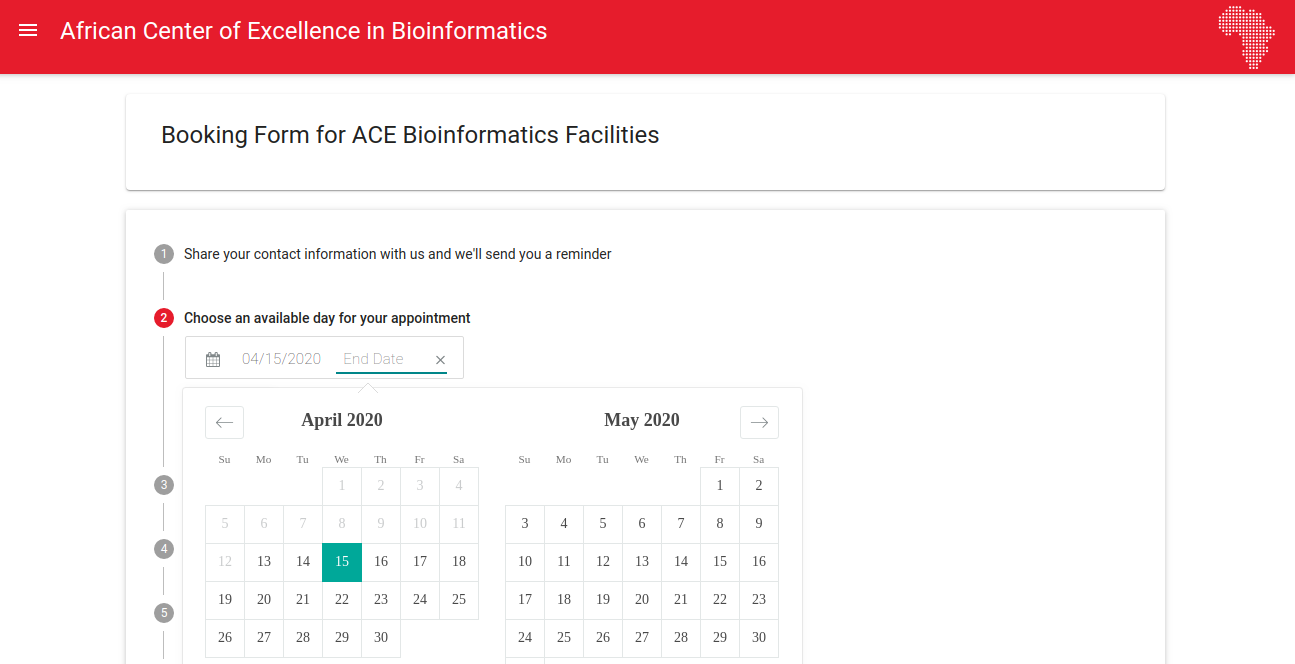 African Center of Excellence in Bioinformatics
Booking Form for ACE Bioinformatics Facilities
1 Share your contact information with us and we'll send you a reminder
2 Choose an available day for your appointment
04/15/2020 End Date
April 2020
Su Mo Tu We Th Fr Sa
1 2 3 4
5 6 7 8 9 10 11
12 13 14 15 16 17 18
19 20 21 22 23 24 25
26 27 28 29 30
May 2020
Su Mo Tu We Th Fr Sa
1 2
3 4 5 6 7 8 9
10 11 12 13 14 15 16
17 18 19 20 21 22 23
24 25 26 27 28 29 30
3
4
5